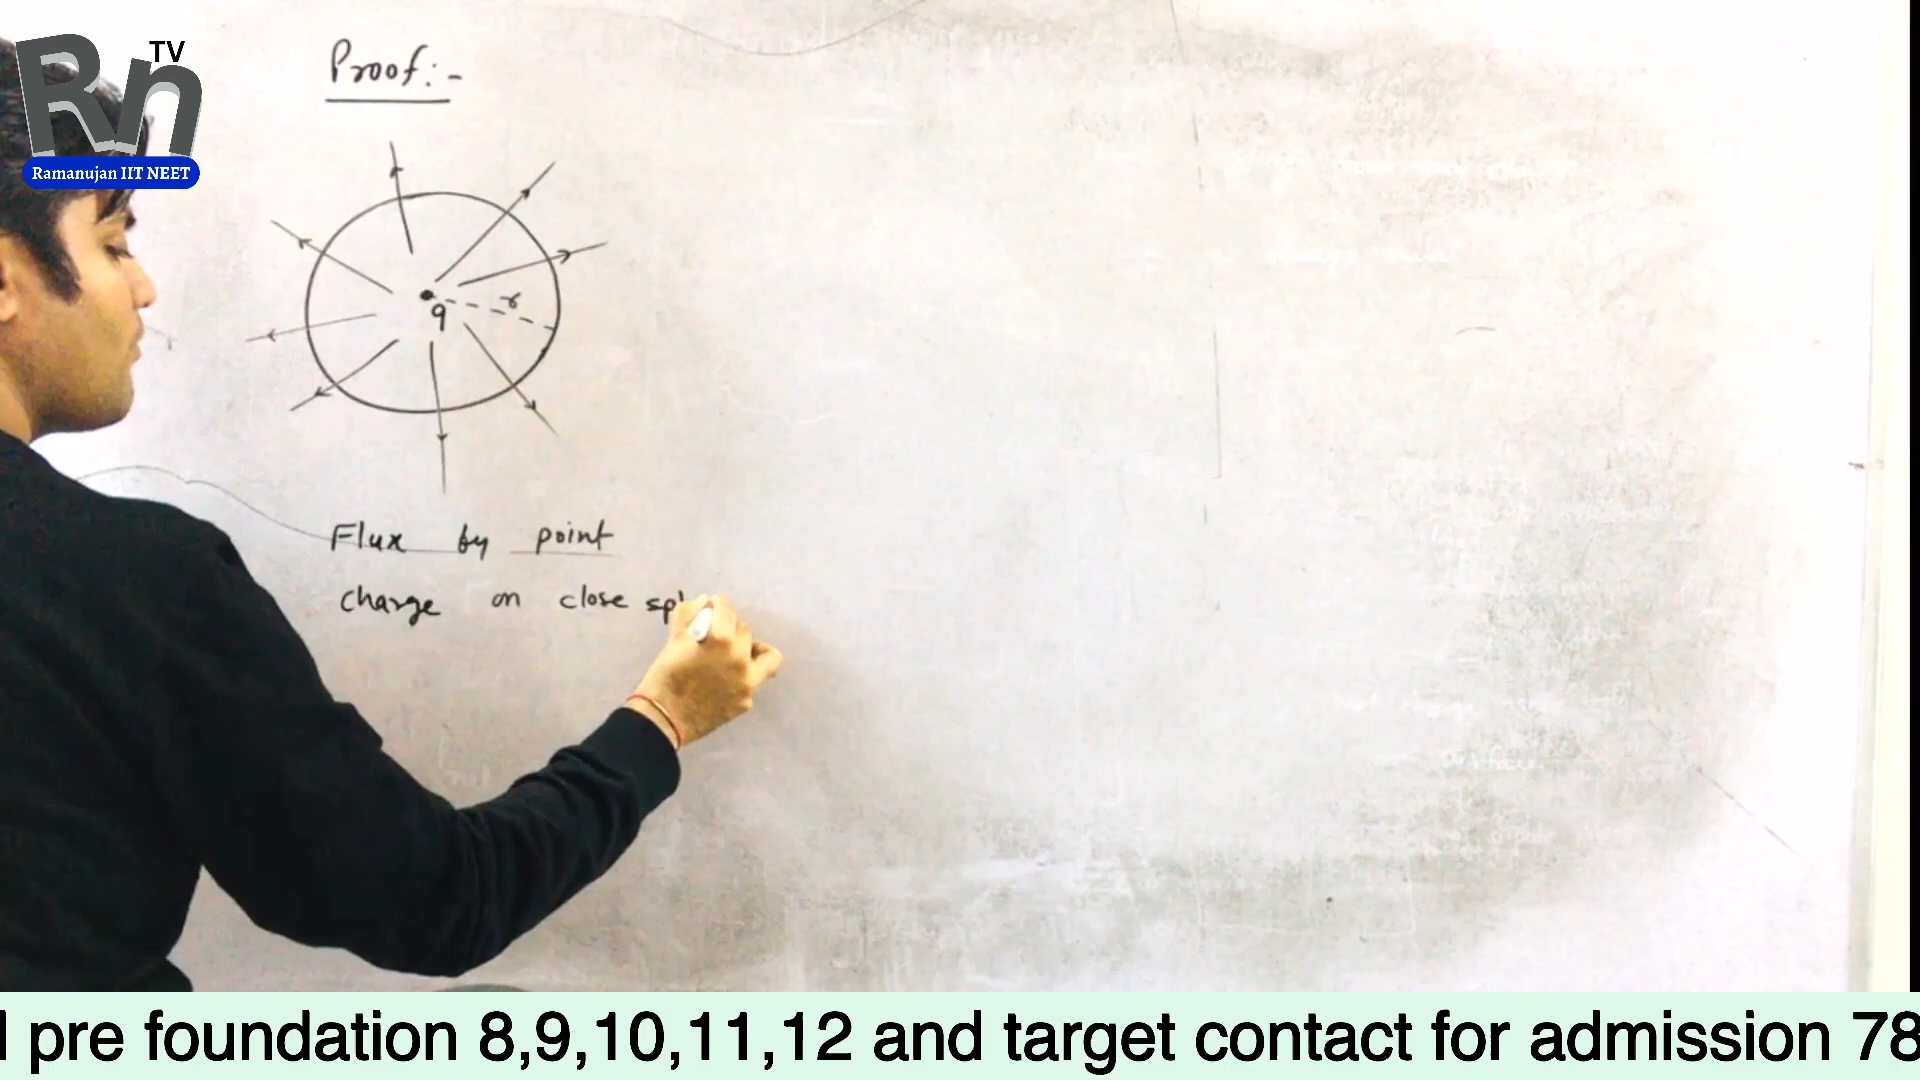 TV
Rn
Ramanujan IIT NEET
Proof:-
r
q
Flux by point
charge on close
pre foundation 8,9,10,11,12 and target contact for admission 78